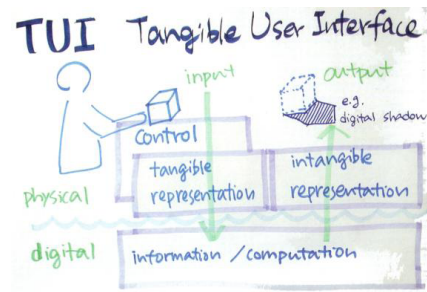 TUI Tangible User Interface
input
output
e.g.
digital shadow
control
tangible
representation
intangible
representation
physical
digital
information / computation